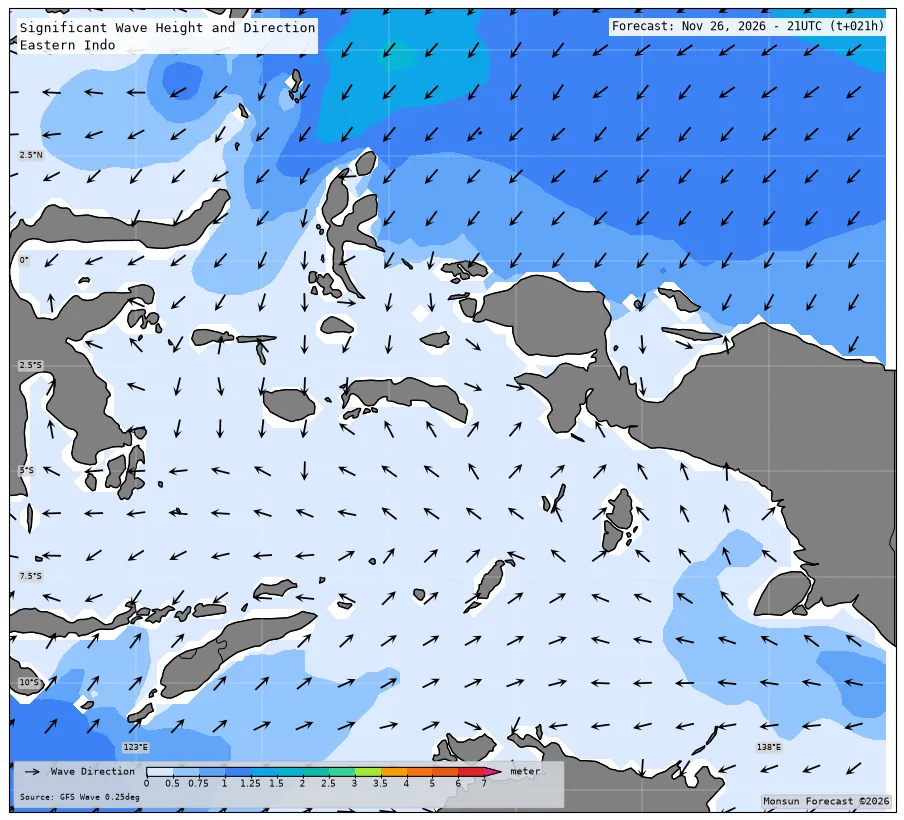 Significant Wave Height and Direction
Eastern Indo
Forecast: Nov 26, 2026 - 21UTC (t+021h)
2.5°N
0°
2.5°S
5°S
7.5°S
10°S
123°E
138°E
Wave Direction
meter
0 0.5 0.75 1 1.25 1.5 2 2.5 3 3.5 4 5 6 7
Source: GFS Wave 0.25deg
Monsun Forecast ©2026